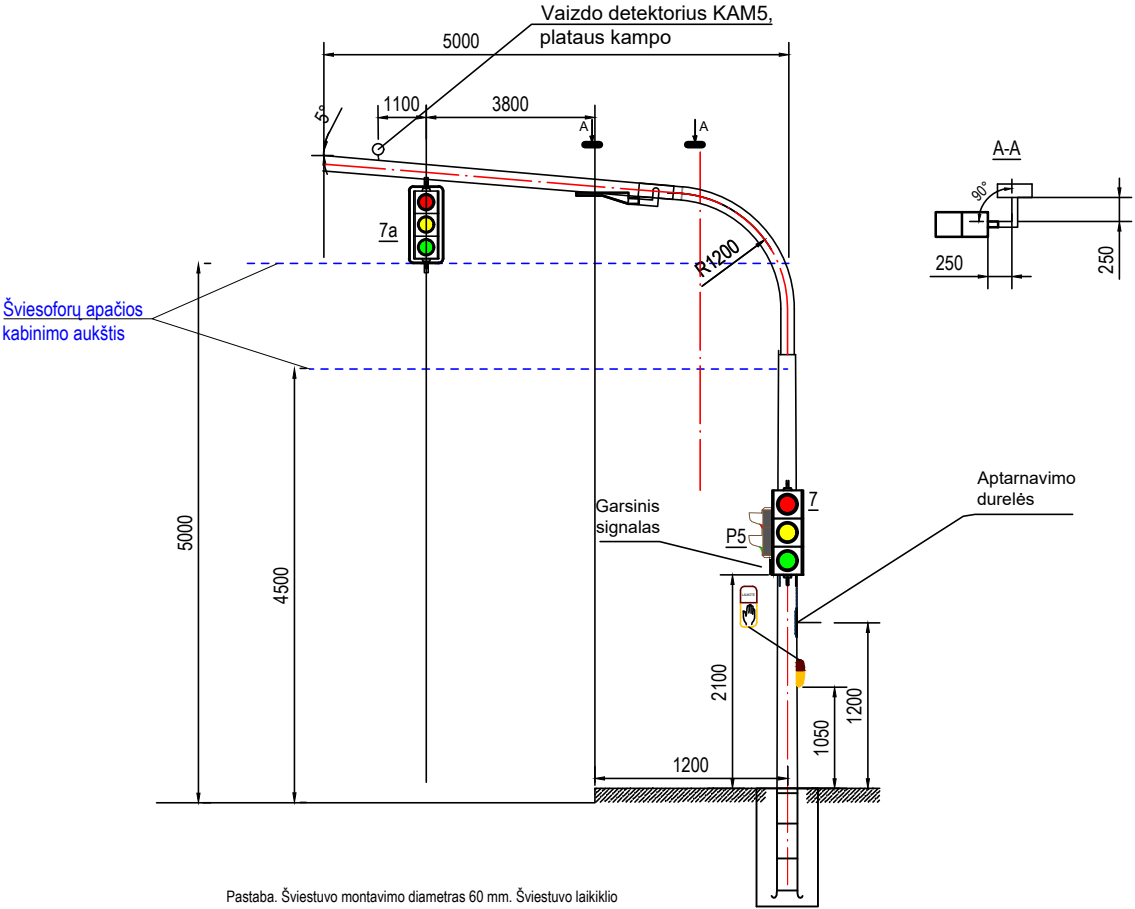 Vaizdo detektorius KAM5,
plataus kampo
5000
1100
3800
5°
A
A
A-A
90°
250
250
7a
R1200
Šviesoforų apačios
kabinimo aukštis
5000
4500
Garsinis
signalas
P5
7
Aptarnavimo
durelės
2100
1050
1200
1200
Pastaba. Šviestuvo montavimo diametras 60 mm. Šviestuvo laikiklio